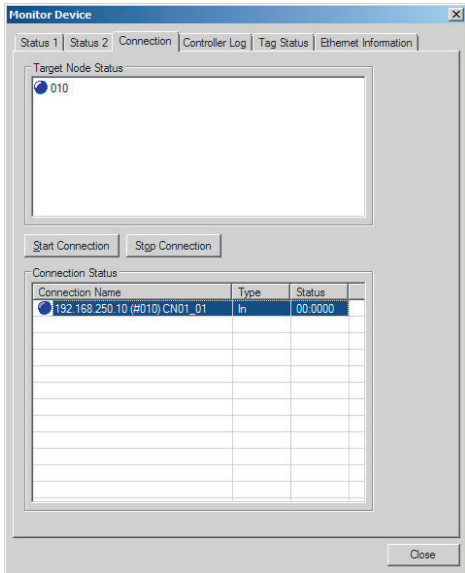 Monitor Device
Status 1 Status 2 Connection Controller Log Tag Status Ethernet Information
Target Node Status
010
Start Connection Stop Connection
Connection Status
Connection Name Type Status
192.168.250.10 (#010) CN01_01 In 00:0000
Close